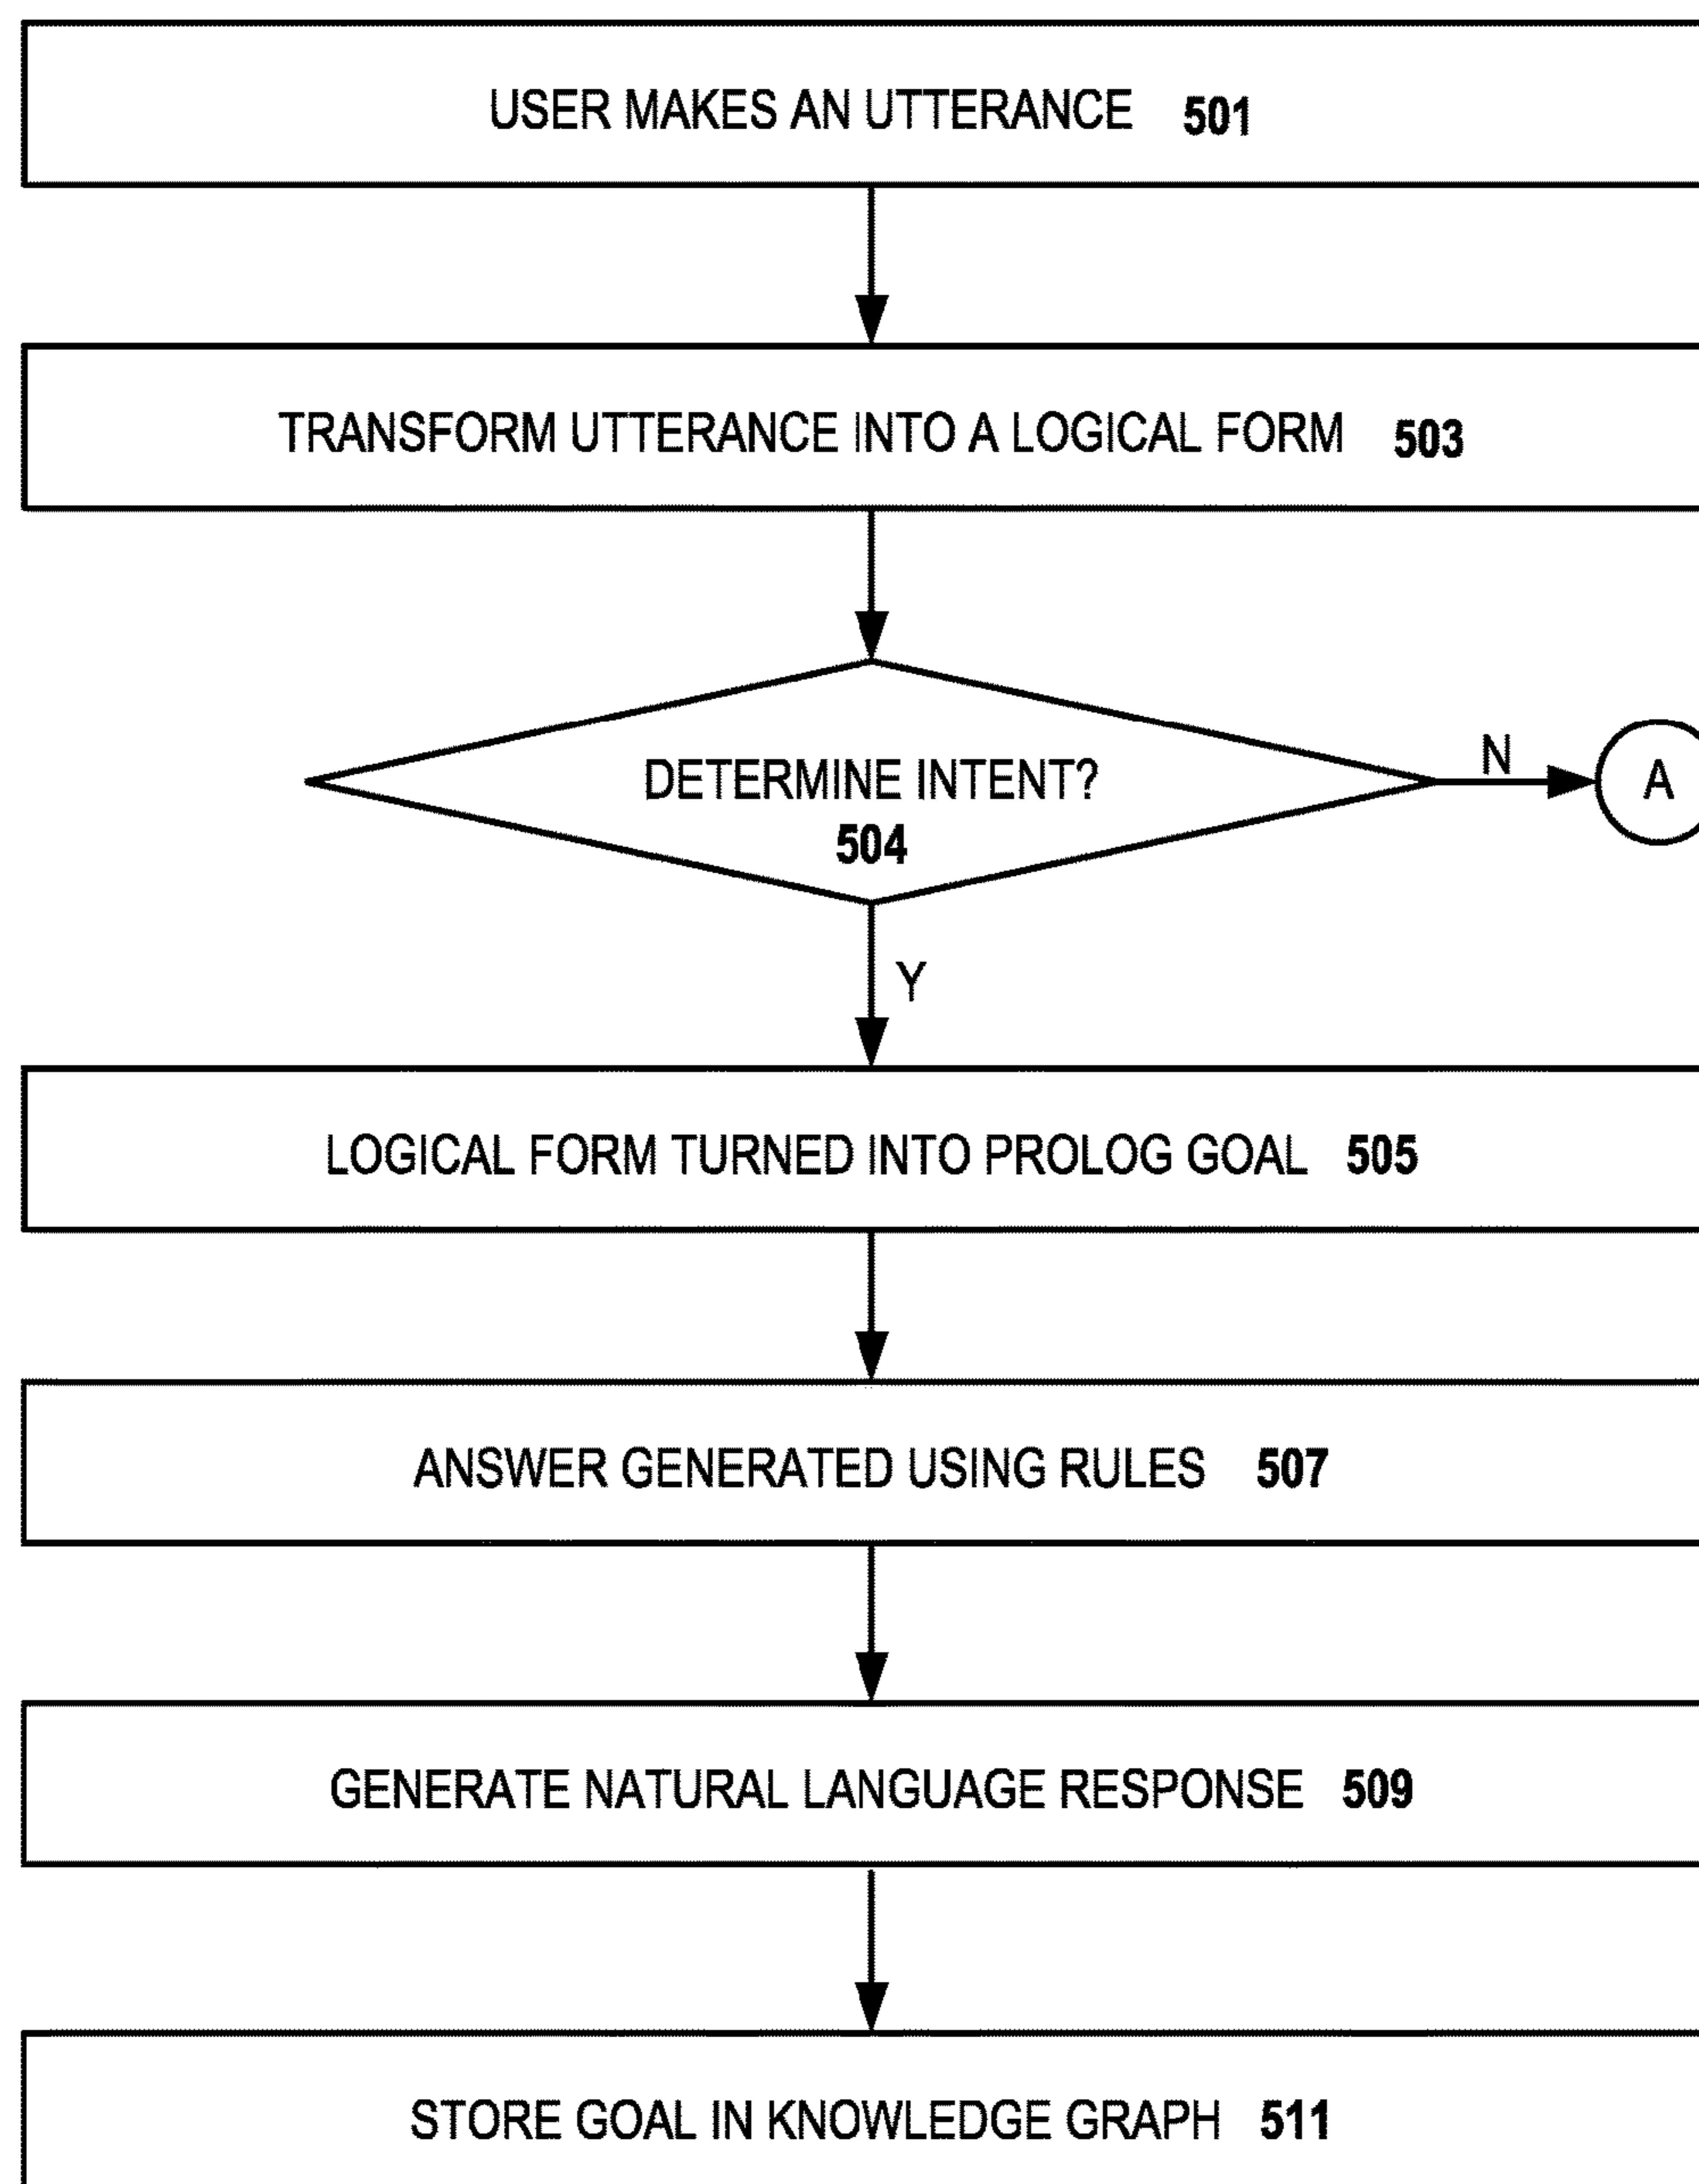 USER MAKES AN UTTERANCE 501
TRANSFORM UTTERANCE INTO A LOGICAL FORM 503
DETERMINE INTENT?
504
N
A
Y
LOGICAL FORM TURNED INTO PROLOG GOAL 505
ANSWER GENERATED USING RULES 507
GENERATE NATURAL LANGUAGE RESPONSE 509
STORE GOAL IN KNOWLEDGE GRAPH 511